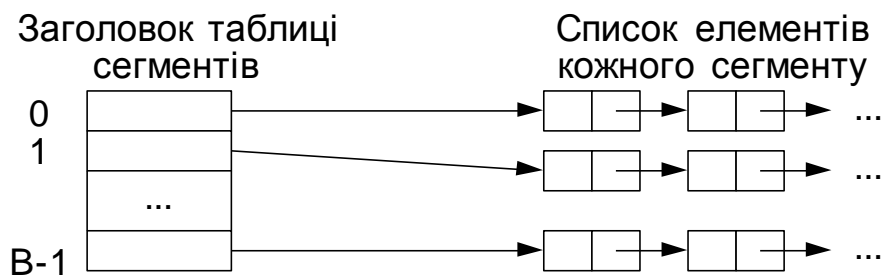 Заголовок таблиці сегментів
Список елементів кожного сегменту
0
...
1
...
...
В-1
...